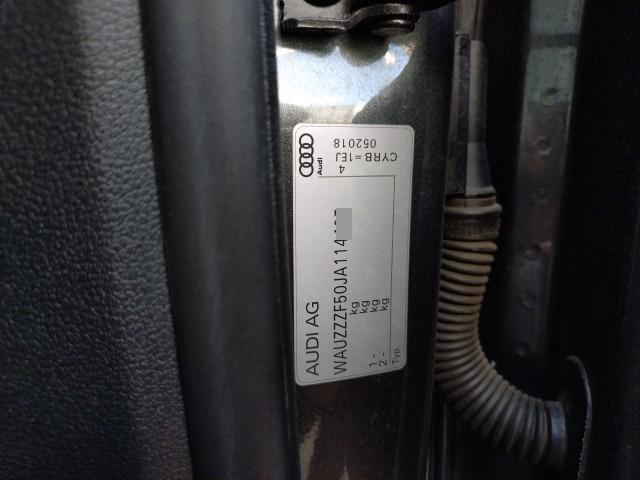 AUDI AG
WAUZZZF50JA114
kg
kg
1 - kg
2 - kg
Typ
Audi
4
CYRB = 1EJ
052018